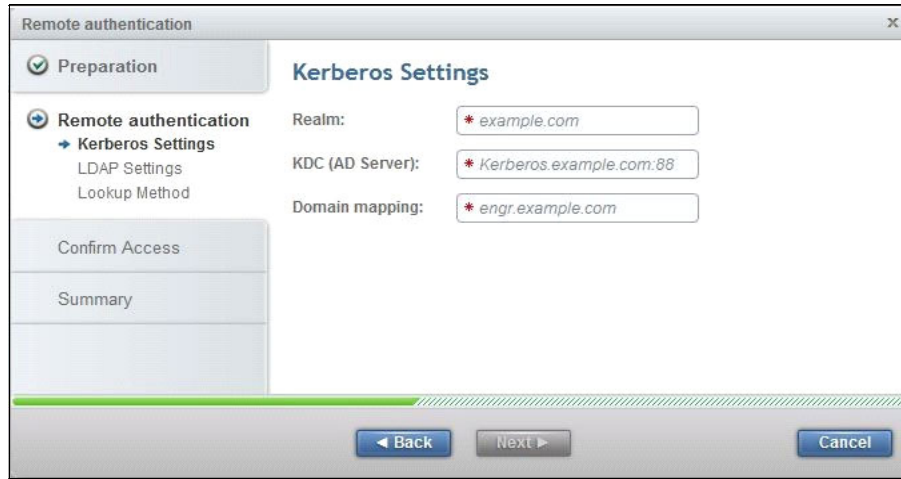 Remote authentication
x
Preparation
Remote authentication
Kerberos Settings
LDAP Settings
Lookup Method
Confirm Access
Summary
Kerberos Settings
Realm: * example.com
KDC (AD Server): * Kerberos.example.com:88
Domain mapping: * engr.example.com
◄ Back Next ► Cancel